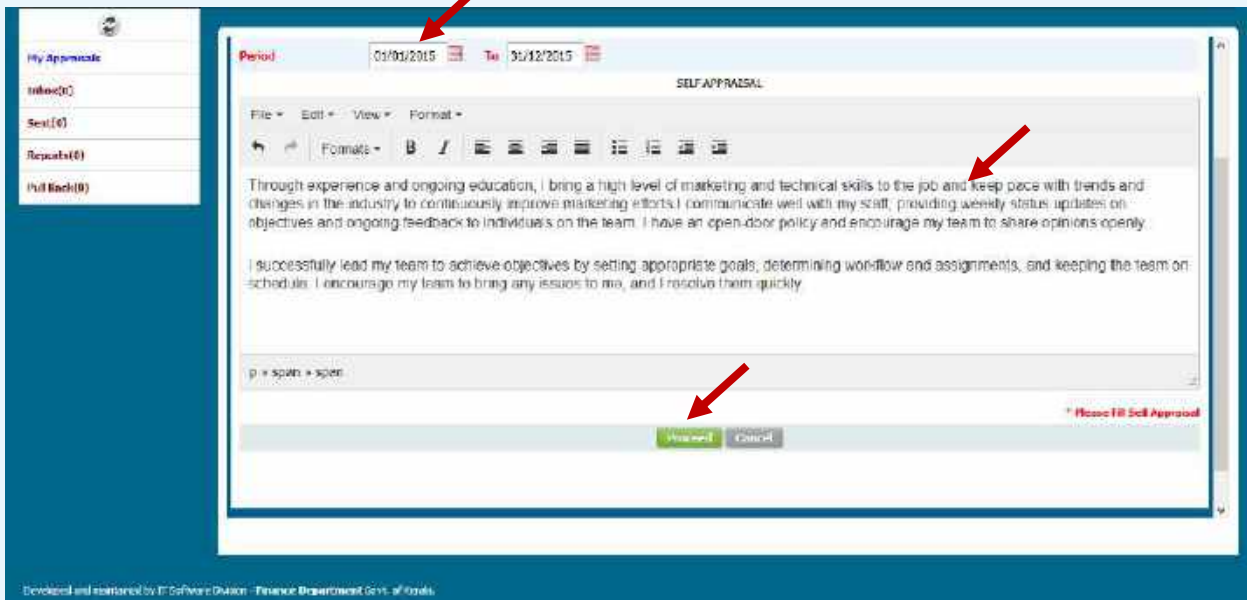 My Appraisals
Inbox(0)
Sent(0)
Repeats(0)
Pull Back(0)
Period 01/01/2015 To 31/12/2015
SELF APPRAISAL
File Edit View Format
Formats B I
Through experience and ongoing education, I bring a high level of marketing and technical skills to the job and keep pace with trends and
changes in the industry to continuously improve marketing efforts.I communicate well with my staff, providing weekly status updates on
objectives and ongoing feedback to individuals on the team. I have an open-door policy and encourage my team to share opinions openly.
I successfully lead my team to achieve objectives by setting appropriate goals, determining workflow and assignments, and keeping the team on
schedule. I encourage my team to bring any issues to me, and I resolve them quickly.
p » span » span
* Please Fill Self Appraisal
Proceed Cancel
Developed and maintained by IT Software Division - Finance Department Govt. of Kerala.